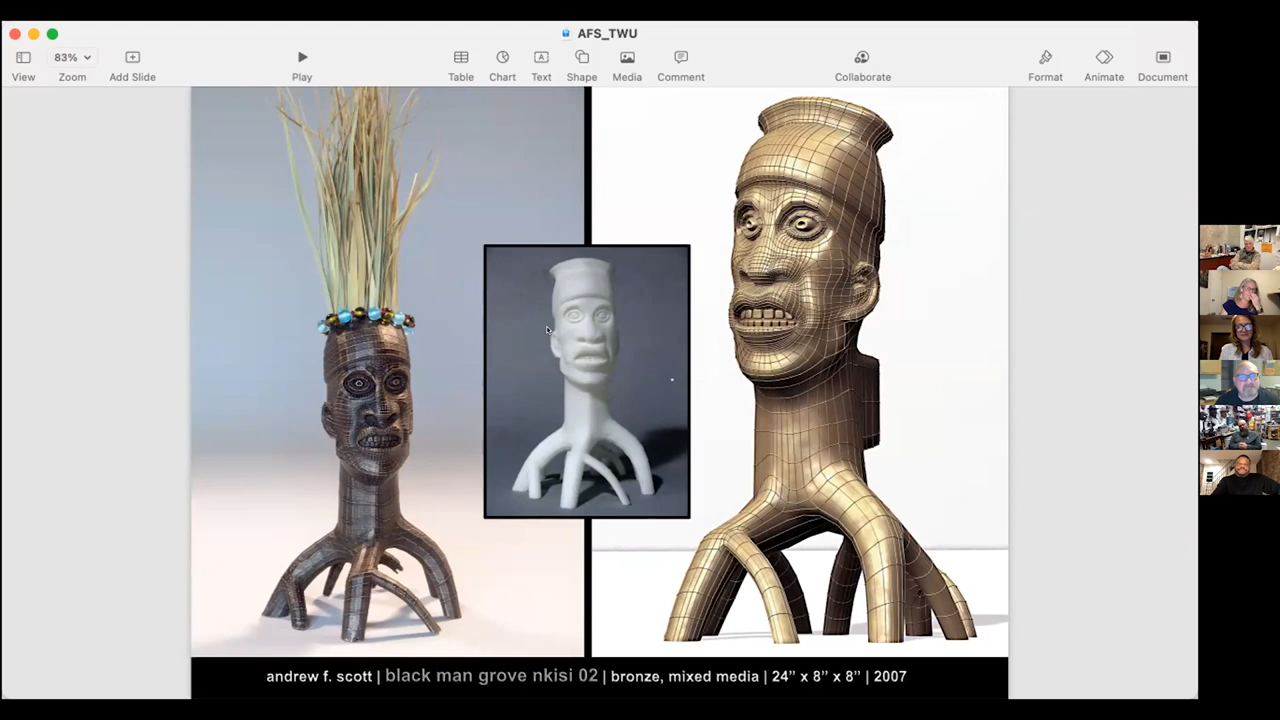 AFS_TWU
83%
View
Zoom
Add Slide
Play
Table
Chart
Text
Shape
Media
Comment
Collaborate
Format
Animate
Document
andrew f. scott | black man grove nkisi 02 | bronze, mixed media | 24” x 8” x 8” | 2007